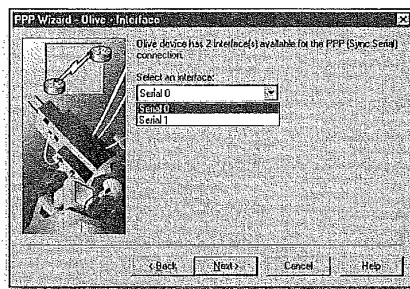 PPP Wizard - Olive - Interface
Olive device has 2 interface(s) available for the PPP (Sync Serial)
connection.
Select an interface:
Serial 0
Serial 0
Serial 1
< Back
Next >
Cancel
Help